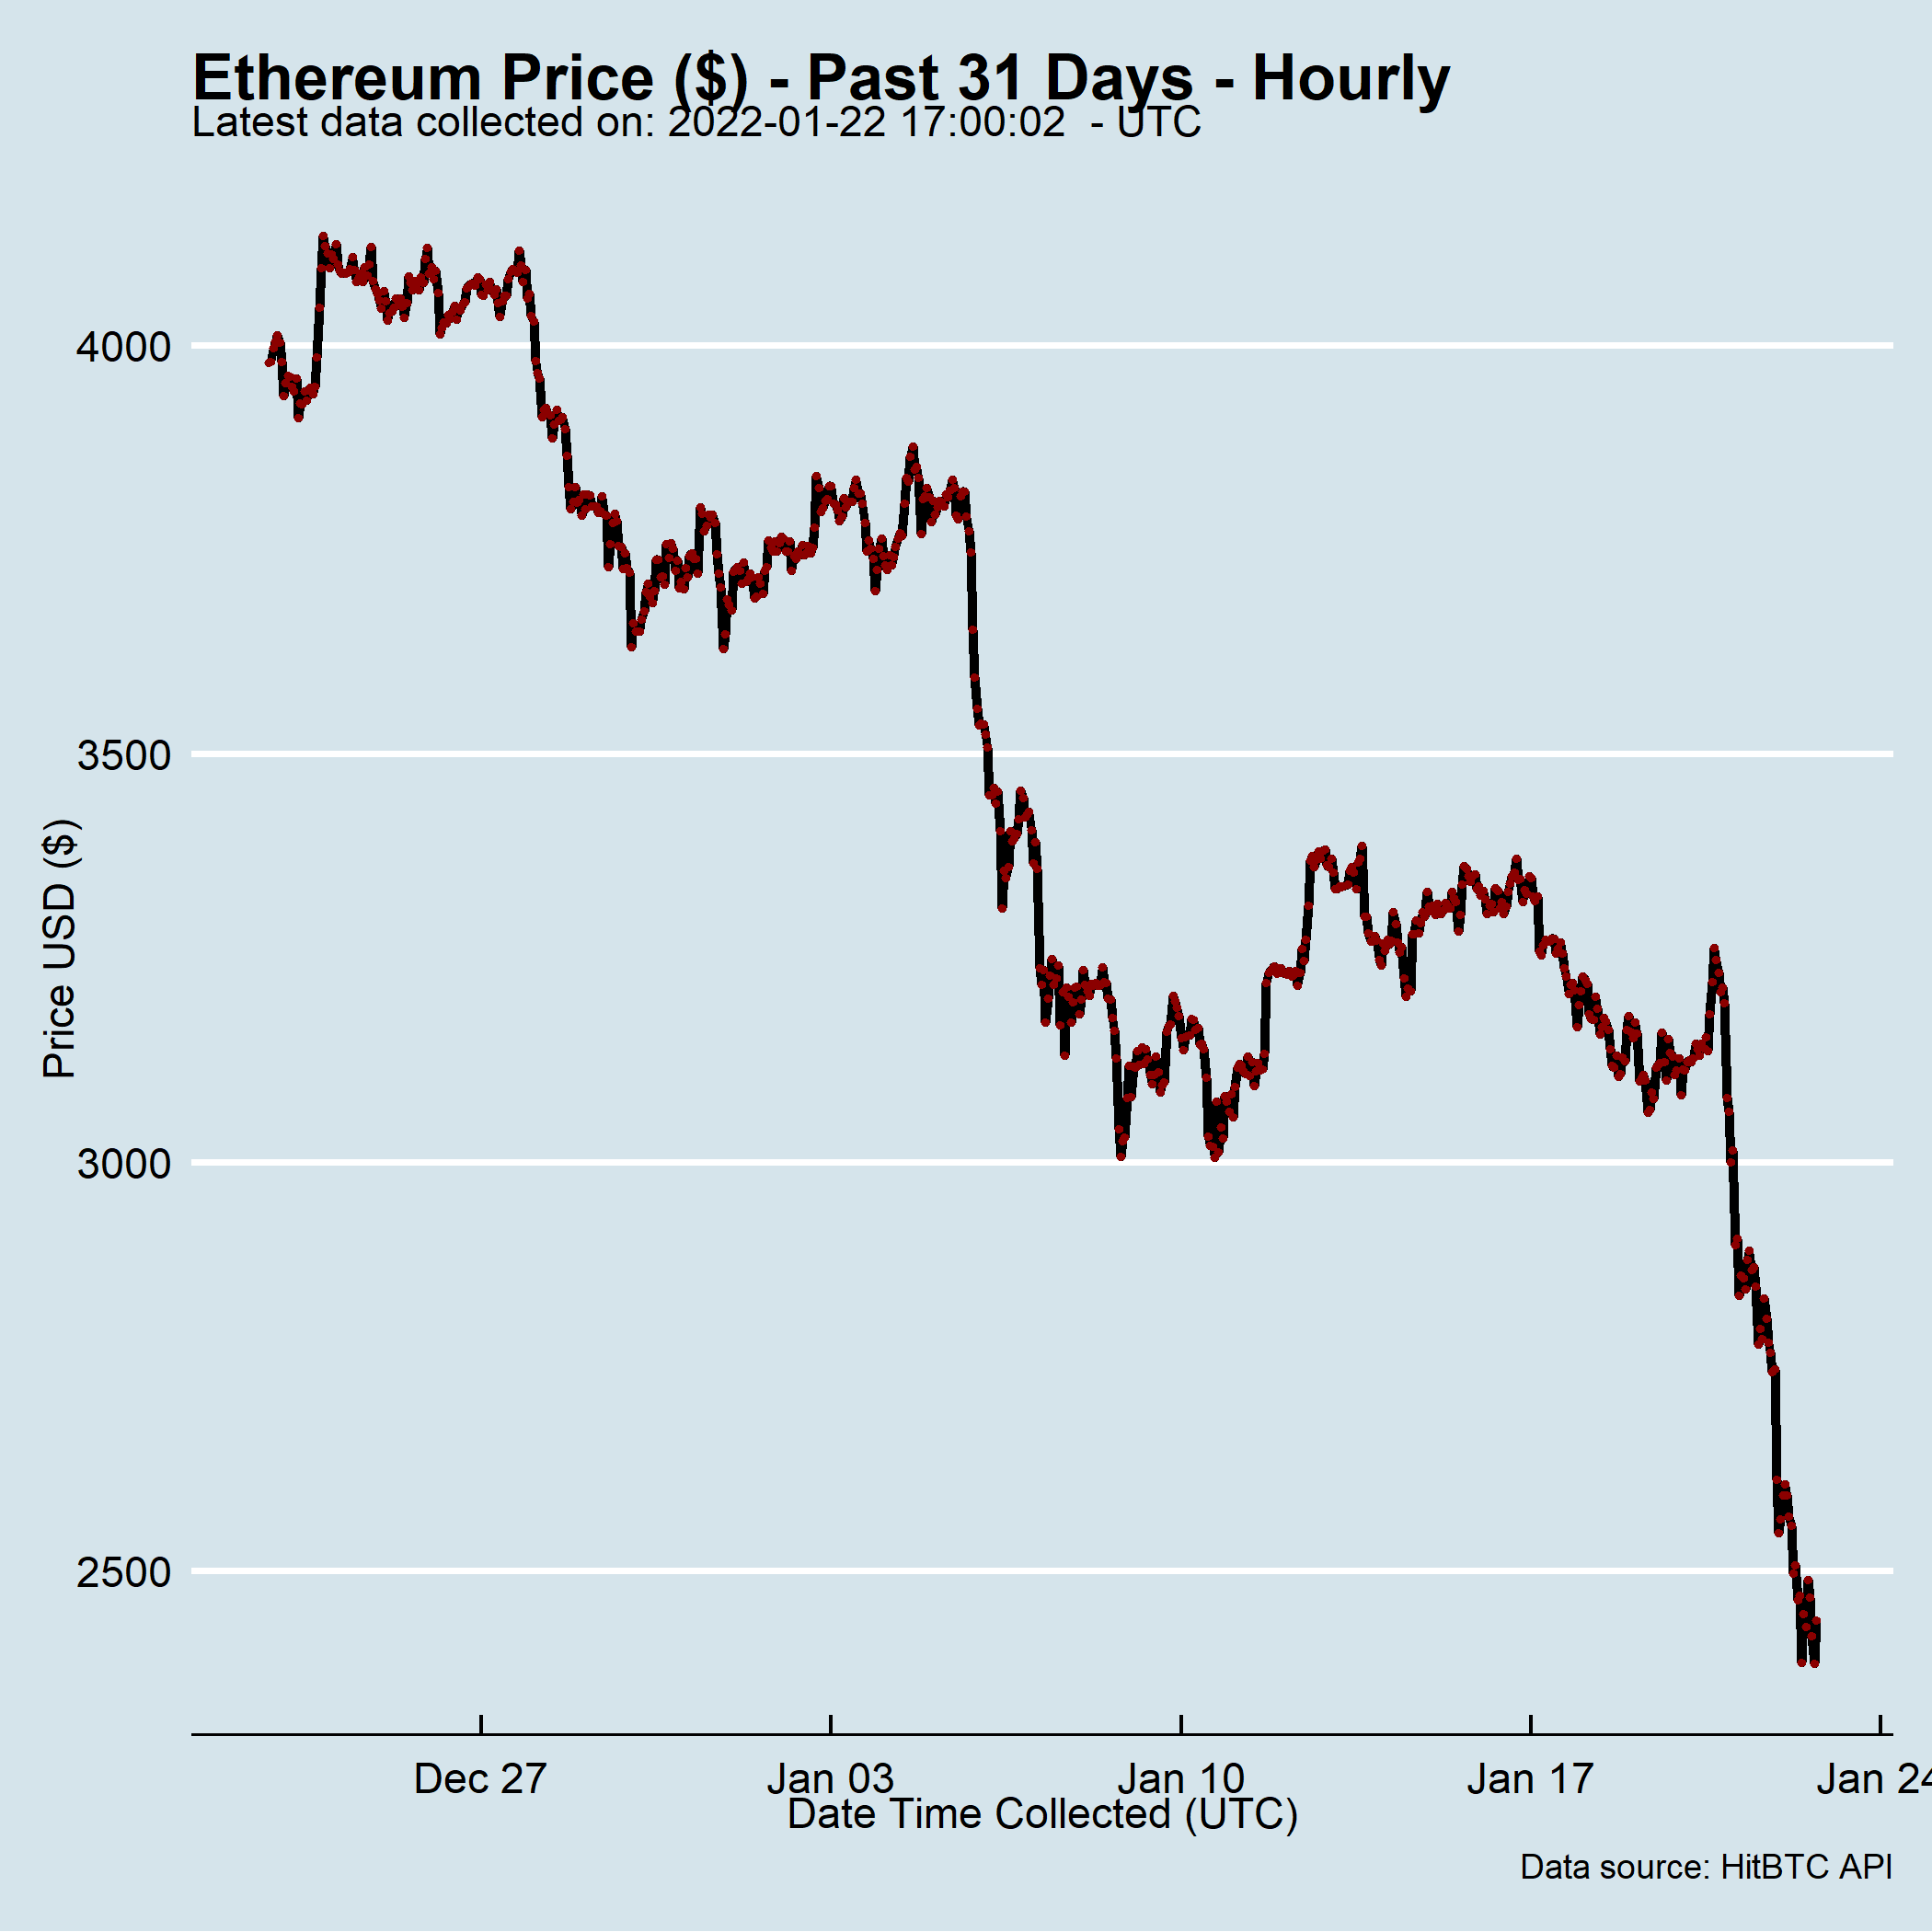 Ethereum Price ($) - Past 31 Days - Hourly
Latest data collected on: 2022-01-22 17:00:02  - UTC
4000
3500
3000
2500
Price USD ($)
Dec 27
Jan 03
Jan 10
Jan 17
Jan 24
Date Time Collected (UTC)
Data source: HitBTC API